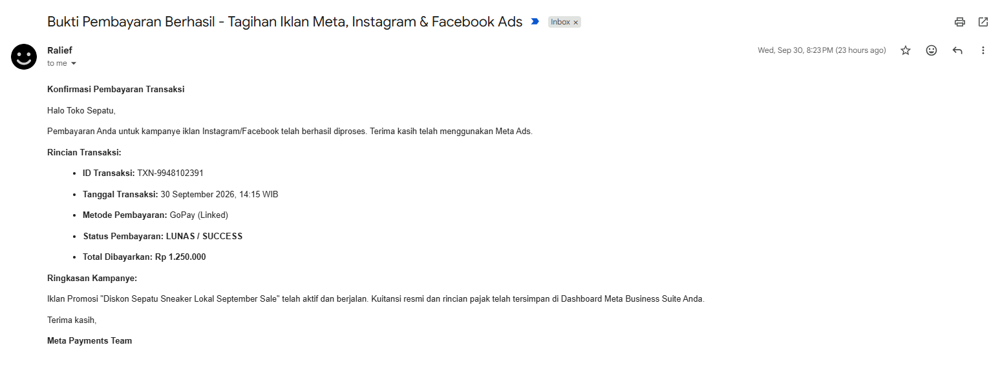 Bukti Pembayaran Berhasil - Tagihan Iklan Meta, Instagram & Facebook Ads
Inbox ×
Ralief
Wed, Sep 30, 8:23 PM (23 hours ago)
to me
Konfirmasi Pembayaran Transaksi
Halo Toko Sepatu,
Pembayaran Anda untuk kampanye iklan Instagram/Facebook telah berhasil diproses. Terima kasih telah menggunakan Meta Ads.
Rincian Transaksi:
• ID Transaksi: TXN-9948102391
• Tanggal Transaksi: 30 September 2026, 14:15 WIB
• Metode Pembayaran: GoPay (Linked)
• Status Pembayaran: LUNAS / SUCCESS
• Total Dibayarkan: Rp 1.250.000
Ringkasan Kampanye:
Iklan Promosi "Diskon Sepatu Sneaker Lokal September Sale" telah aktif dan berjalan. Kuitansi resmi dan rincian pajak telah tersimpan di Dashboard Meta Business Suite Anda.
Terima kasih,
Meta Payments Team